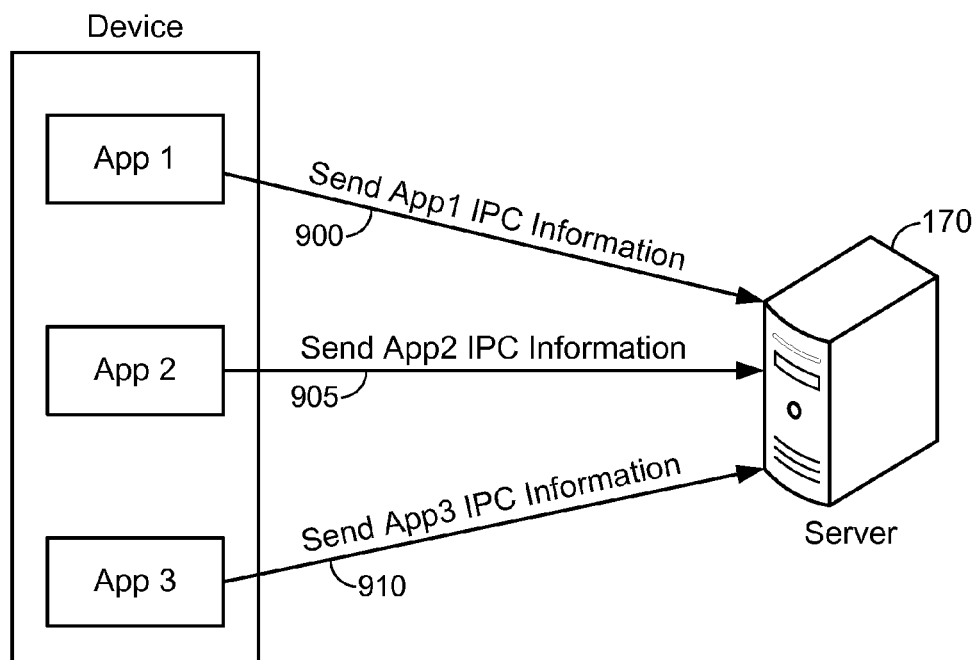 Device
App 1
Send App1 IPC Information
900
170
App 2
Send App2 IPC Information
905
App 3
Send App3 IPC Information
910
Server